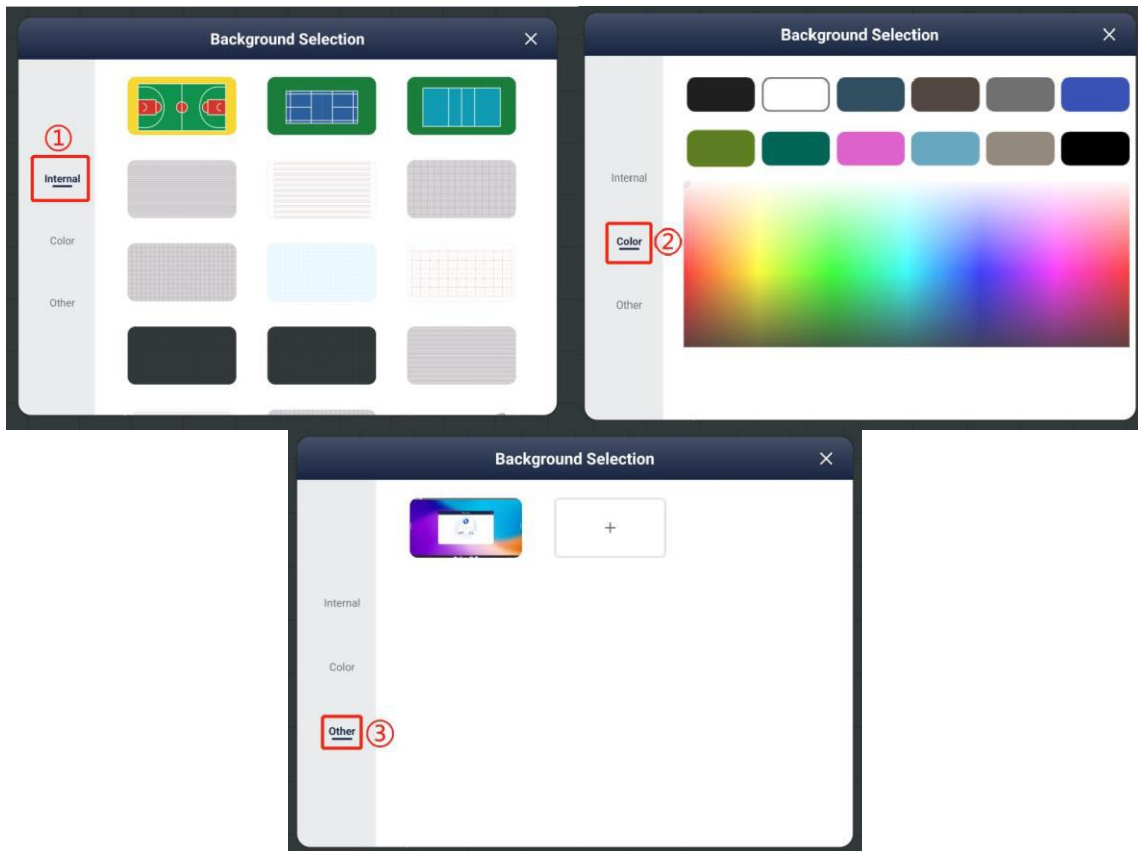 Background Selection
①
Internal
Color
Other
Background Selection
Internal
Color ②
Other
Background Selection
Internal
Color
Other ③